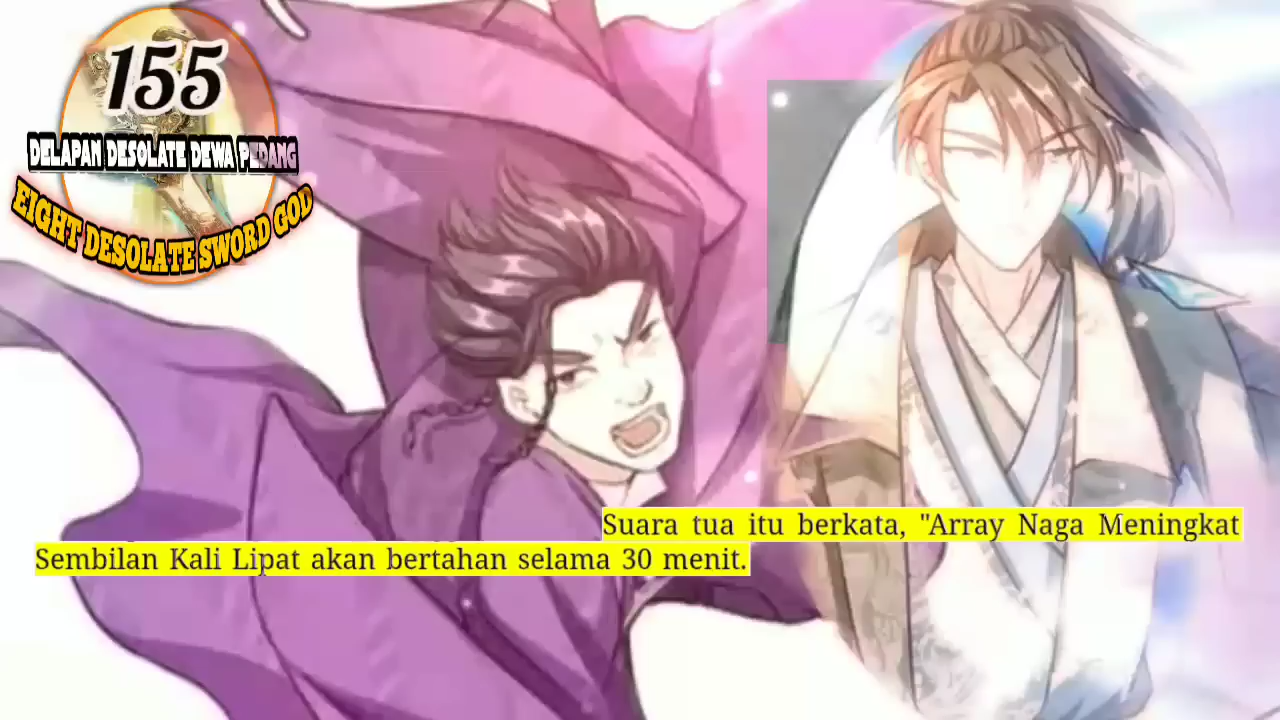 155
DELAPAN DESOLATE DEWA PEDANG
EIGHT DESOLATE SWORD GOD
Suara tua itu berkata, "Array Naga Meningkat
Sembilan Kali Lipat akan bertahan selama 30 menit.